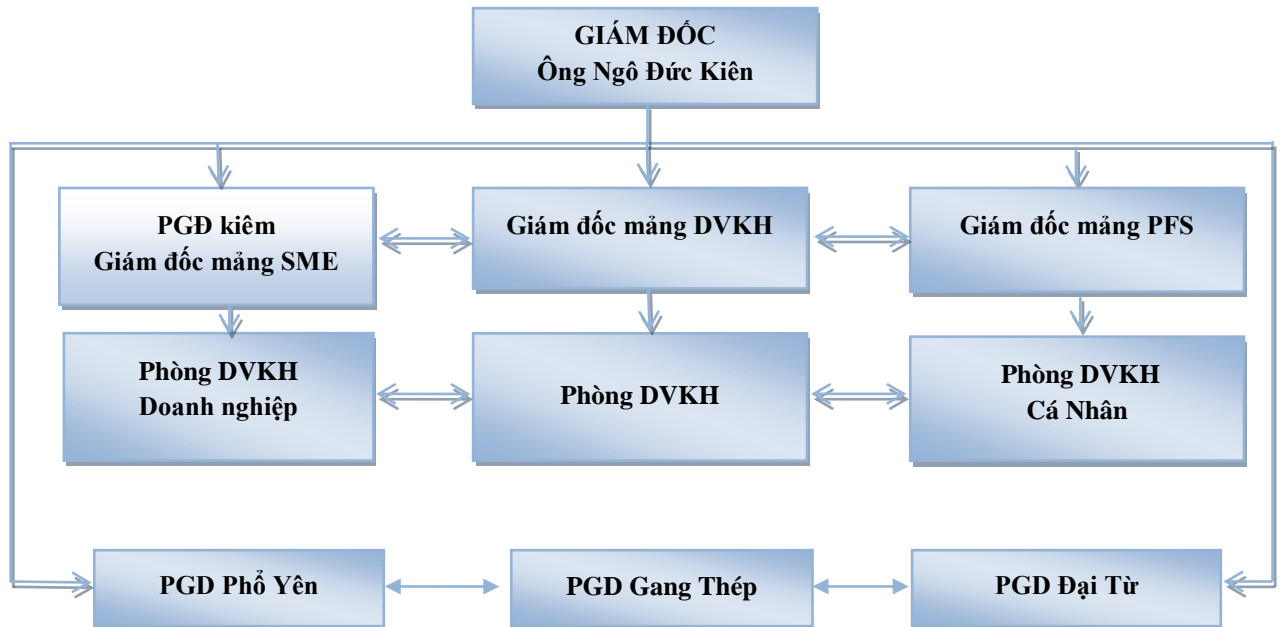 GIÁM ĐỐC
Ông Ngô Đức Kiên
PGĐ kiêm
Giám đốc mảng SME
Giám đốc mảng DVKH
Giám đốc mảng PFS
Phòng DVKH
Doanh nghiệp
Phòng DVKH
Phòng DVKH
Cá Nhân
PGD Phổ Yên
PGD Gang Thép
PGD Đại Từ